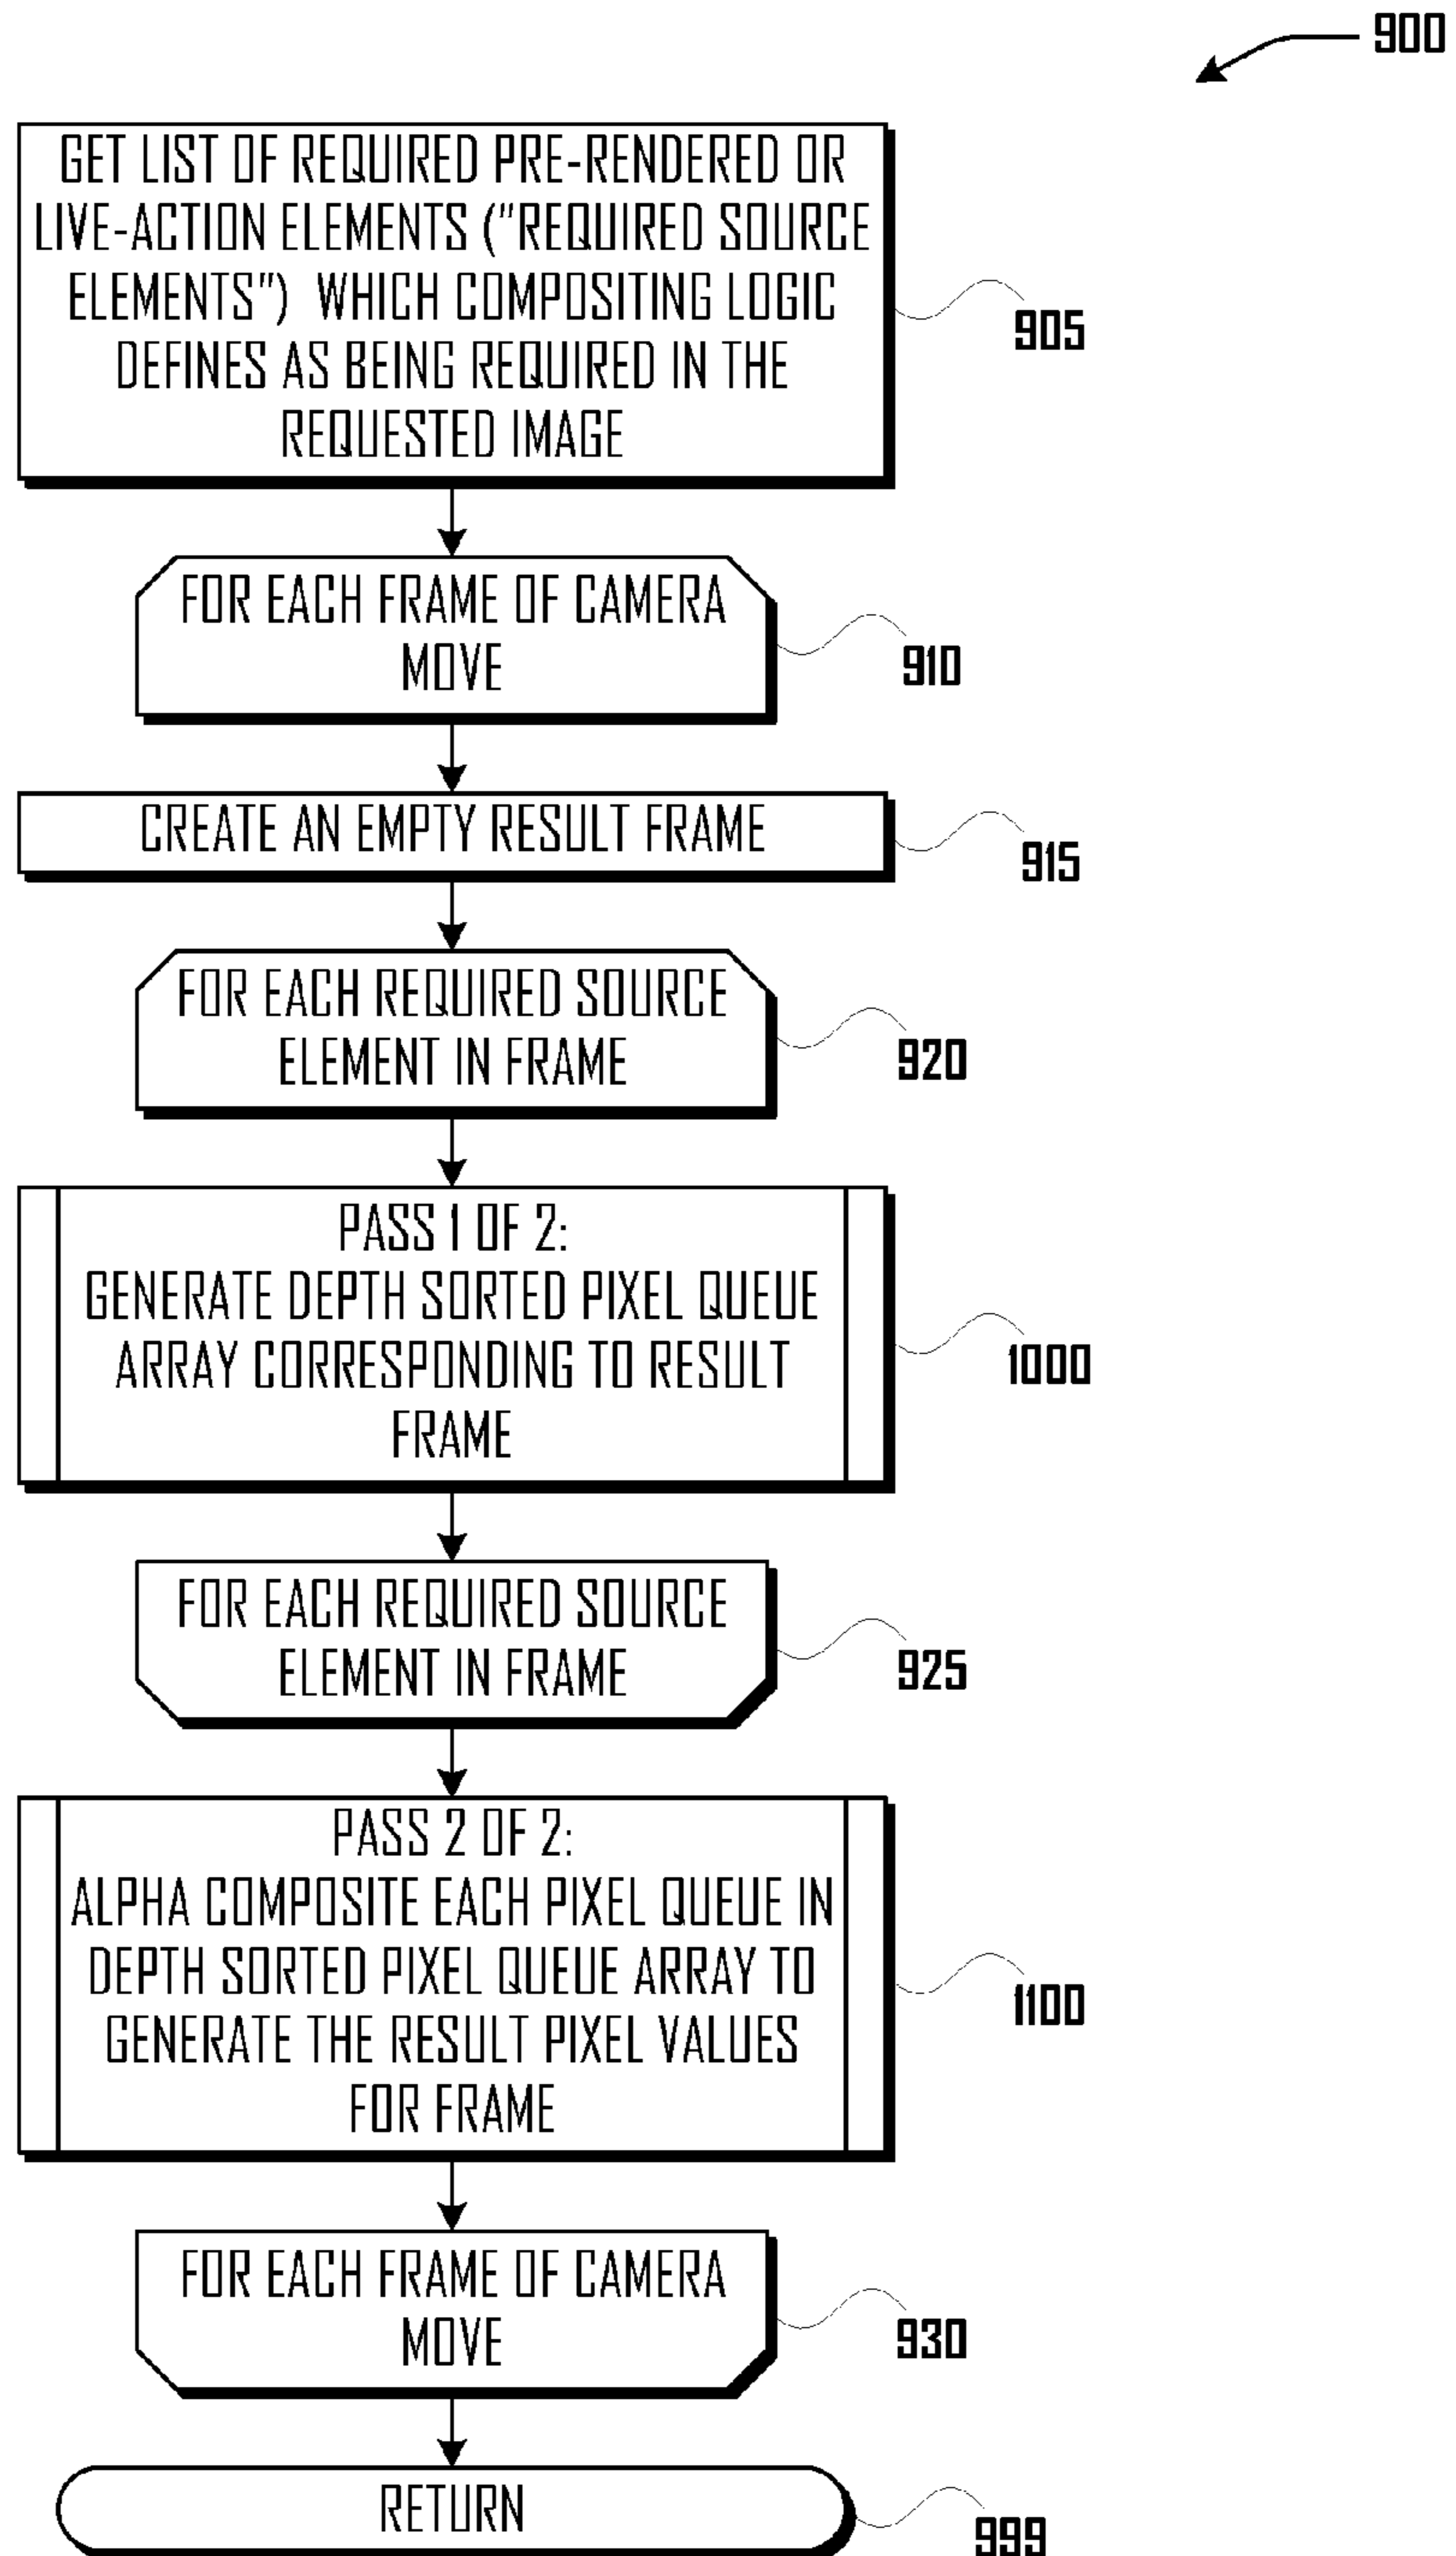 900
GET LIST OF REQUIRED PRE-RENDERED OR
LIVE-ACTION ELEMENTS ("REQUIRED SOURCE
ELEMENTS") WHICH COMPOSITING LOGIC
DEFINES AS BEING REQUIRED IN THE
REQUESTED IMAGE
905
FOR EACH FRAME OF CAMERA
MOVE
910
CREATE AN EMPTY RESULT FRAME
915
FOR EACH REQUIRED SOURCE
ELEMENT IN FRAME
920
PASS 1 OF 2:
GENERATE DEPTH SORTED PIXEL QUEUE
ARRAY CORRESPONDING TO RESULT
FRAME
1000
FOR EACH REQUIRED SOURCE
ELEMENT IN FRAME
925
PASS 2 OF 2:
ALPHA COMPOSITE EACH PIXEL QUEUE IN
DEPTH SORTED PIXEL QUEUE ARRAY TO
GENERATE THE RESULT PIXEL VALUES
FOR FRAME
1100
FOR EACH FRAME OF CAMERA
MOVE
930
RETURN
999